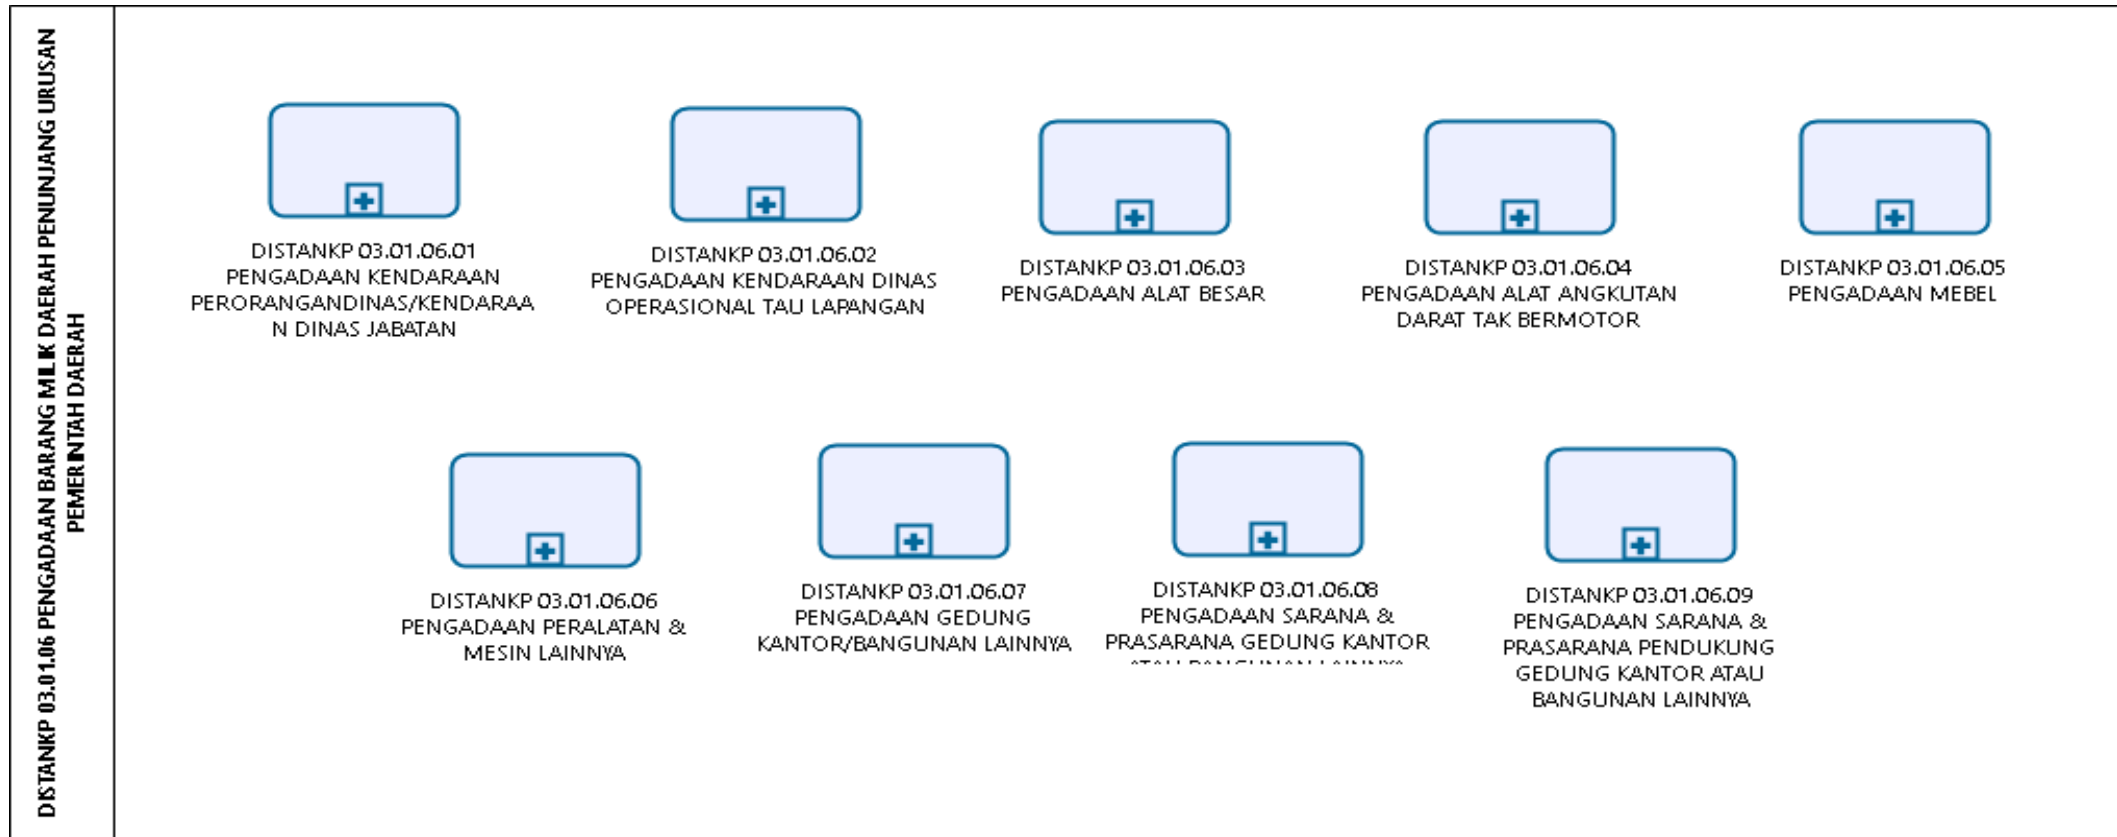 DISTANKP 03.01.06 PENGADAAN BARANG MILIK DAERAH PENUNJANG URUSAN
PEMERINTAH DAERAH
DISTANKP 03.01.06.01
PENGADAAN KENDARAAN
PERORANGANDINAS/KENDARAA
N DINAS JABATAN
DISTANKP 03.01.06.02
PENGADAAN KENDARAAN DINAS
OPERASIONAL TAU LAPANGAN
DISTANKP 03.01.06.03
PENGADAAN ALAT BESAR
DISTANKP 03.01.06.04
PENGADAAN ALAT ANGKUTAN
DARAT TAK BERMOTOR
DISTANKP 03.01.06.05
PENGADAAN MEBEL
DISTANKP 03.01.06.06
PENGADAAN PERALATAN &
MESIN LAINNYA
DISTANKP 03.01.06.07
PENGADAAN GEDUNG
KANTOR/BANGUNAN LAINNYA
DISTANKP 03.01.06.08
PENGADAAN SARANA &
PRASARANA GEDUNG KANTOR
ATAU BANGUNAN LAINNYA
DISTANKP 03.01.06.09
PENGADAAN SARANA &
PRASARANA PENDUKUNG
GEDUNG KANTOR ATAU
BANGUNAN LAINNYA